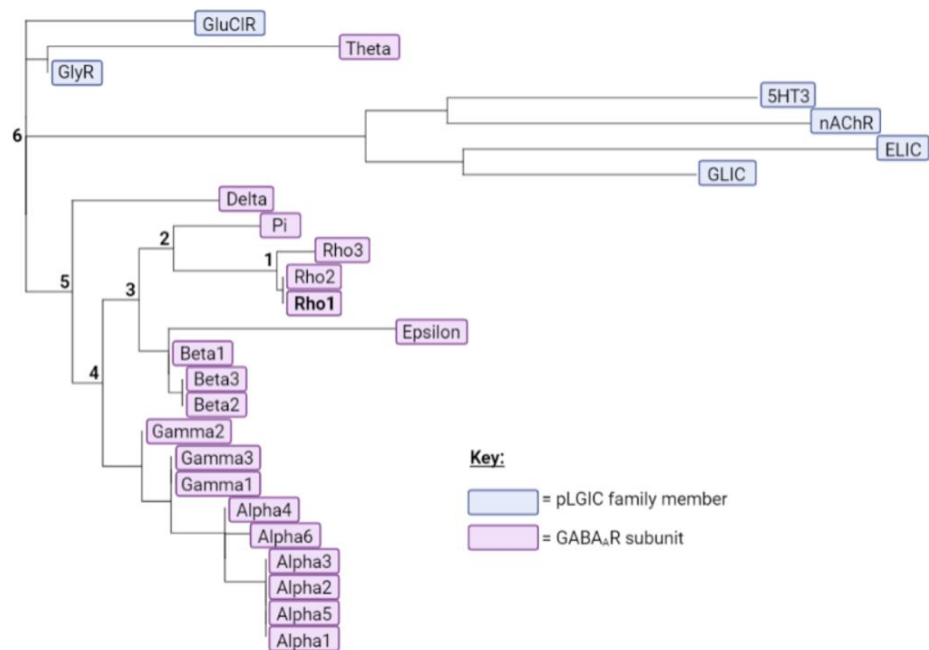 GluClR
Theta
GlyR
5HT3
6
nAChR
ELIC
GLIC
Delta
Pi
2
Rho3
1
Rho2
5
3
Rho1
Epsilon
Beta1
4
Beta3
Beta2
Gamma2
Gamma3
Key:
Gamma1
= pLGIC family member
Alpha4
Alpha6
= GABAAR subunit
Alpha3
Alpha2
Alpha5
Alpha1